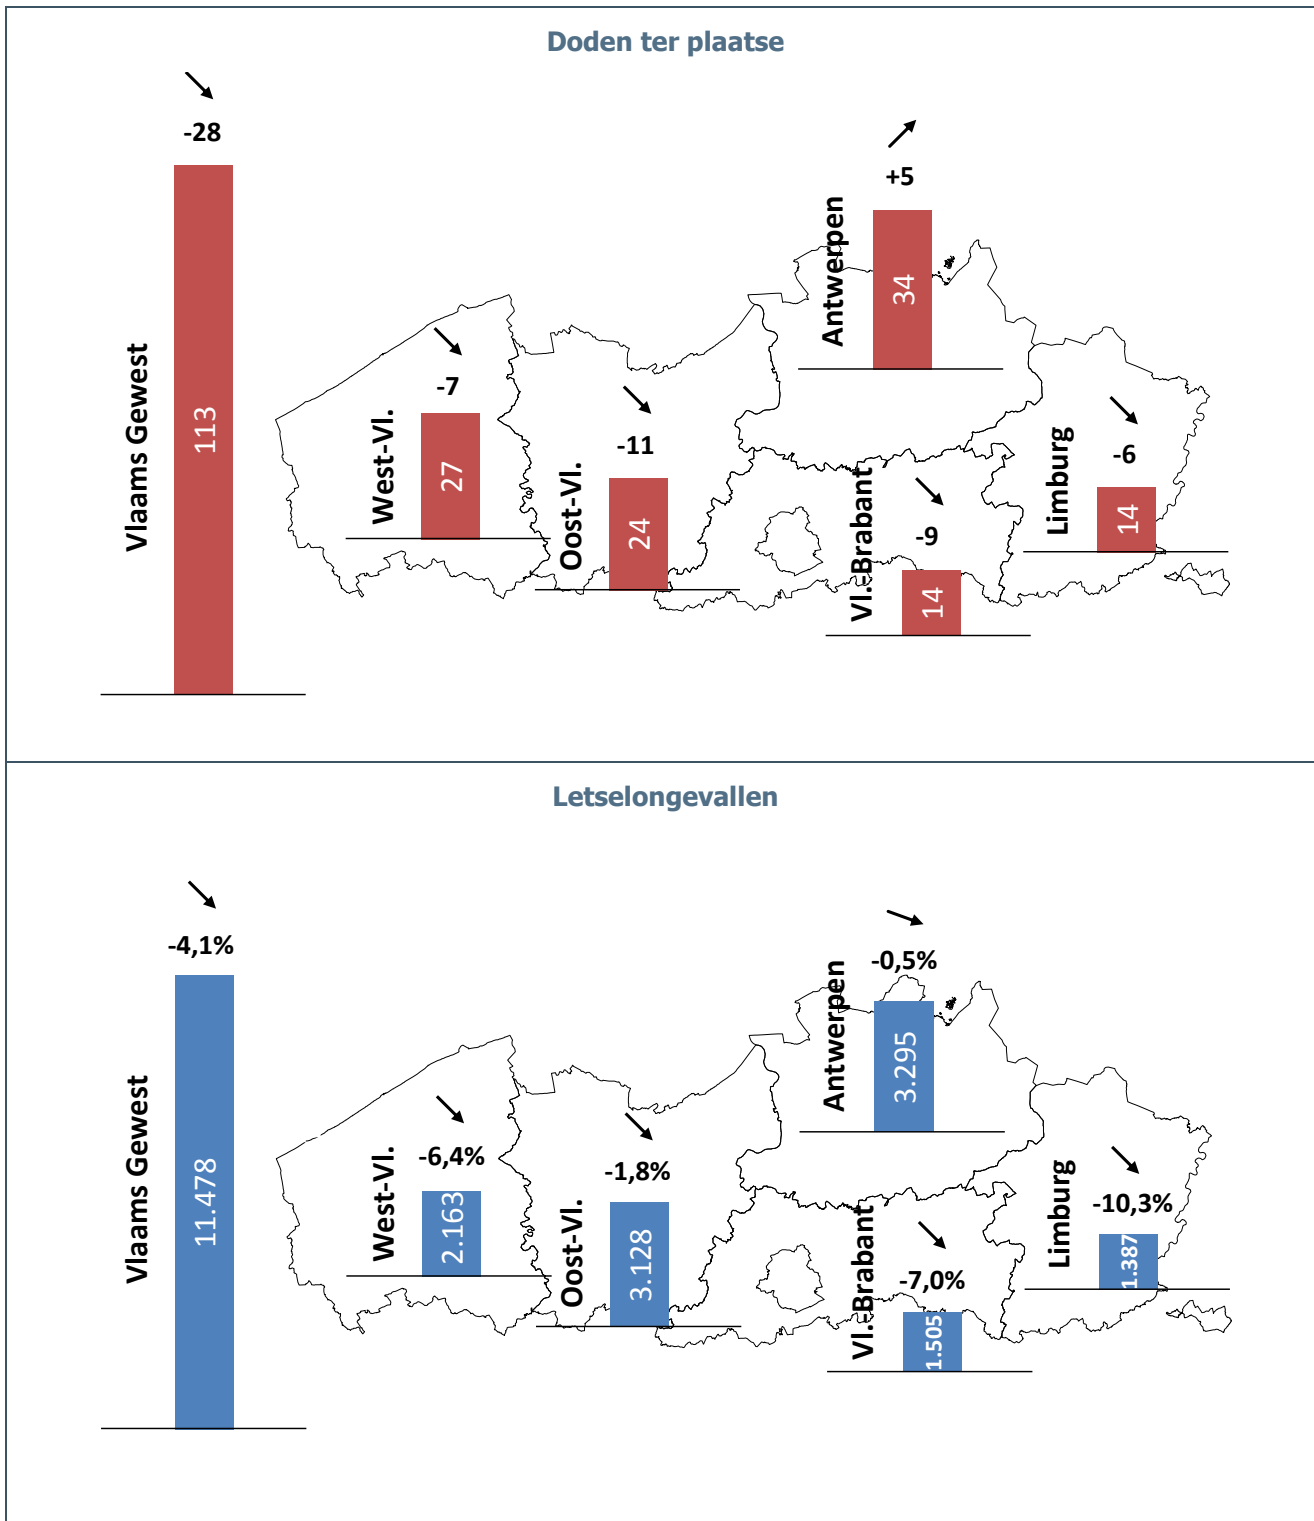 Doden ter plaatse
-28
Vlaams Gewest
113
-7
West-Vl.
27
-11
Oost-Vl.
24
+5
Antwerpen
34
-9
Vl.-Brabant
14
-6
Limburg
14
Letselongevallen
-4,1%
Vlaams Gewest
11.478
-6,4%
West-Vl.
2.163
-1,8%
Oost-Vl.
3.128
-0,5%
Antwerpen
3.295
-7,0%
Vl.-Brabant
1.505
-10,3%
Limburg
1.387